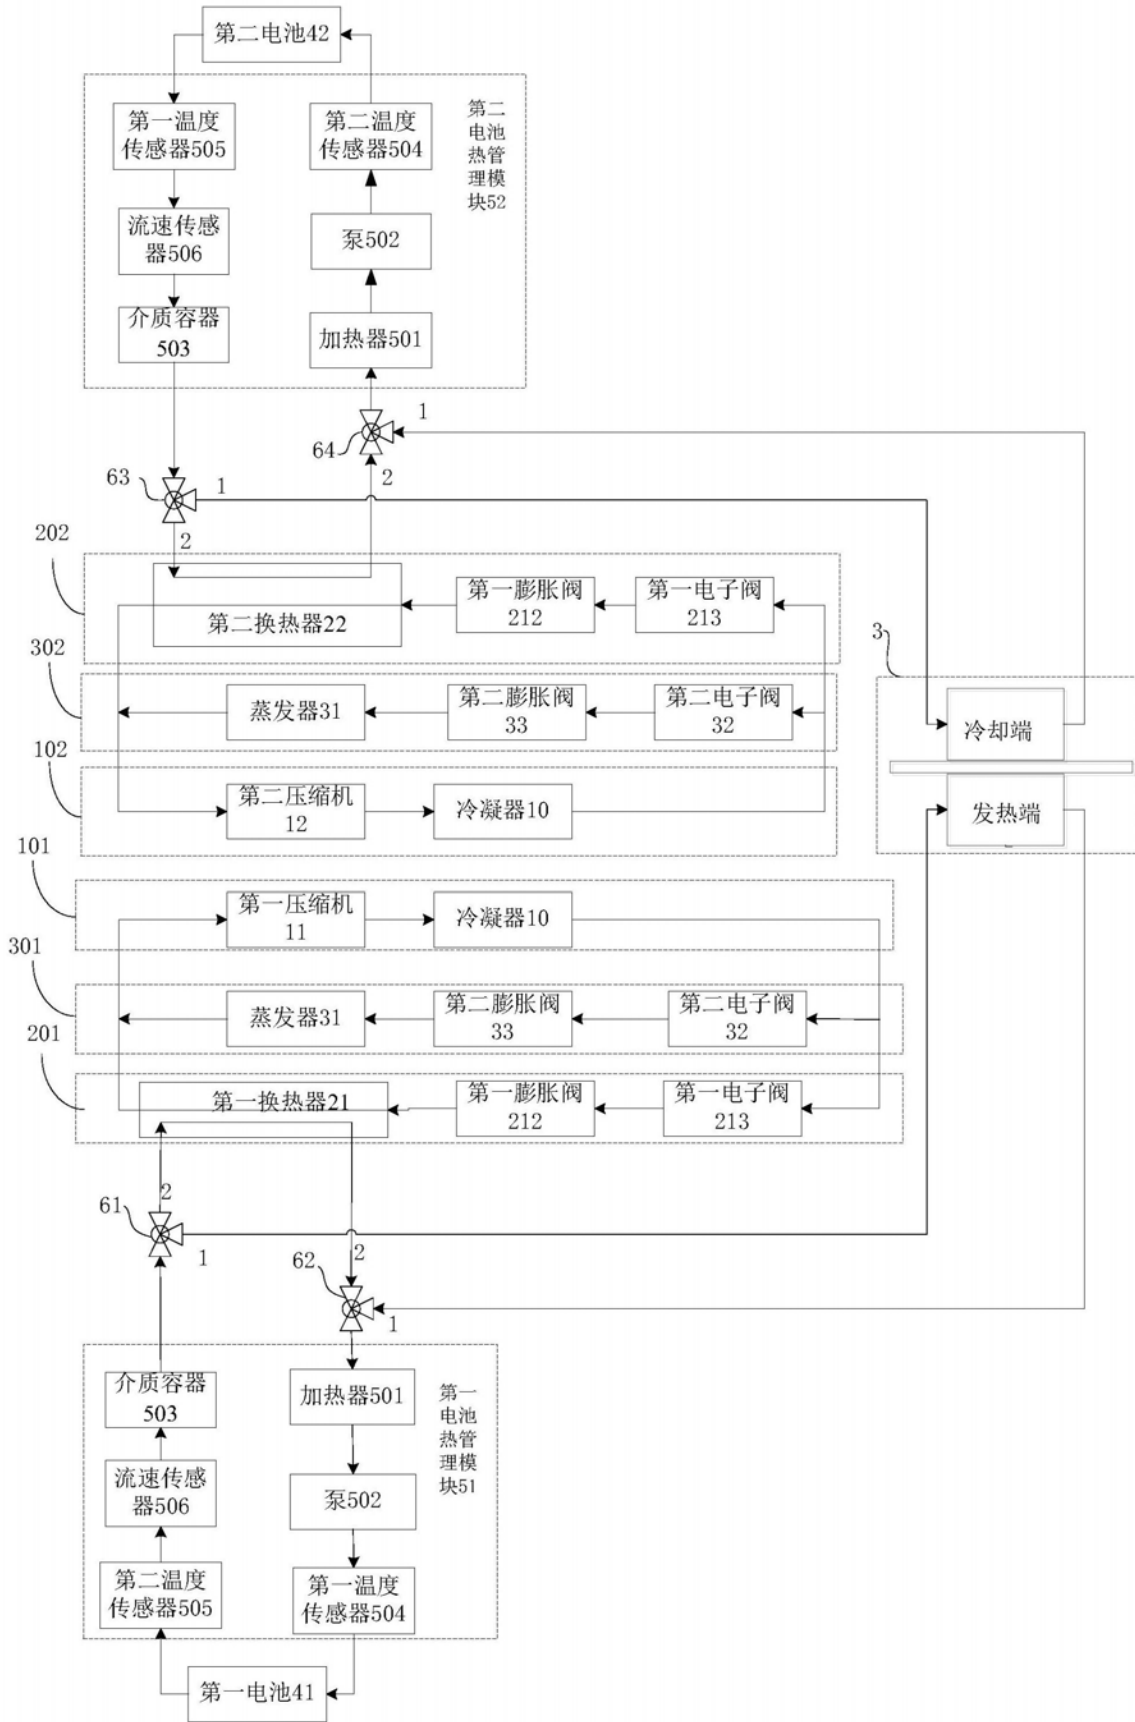 第二电池42
第一温度
传感器505
第二温度
传感器504
第二
电池
热管
理模
块52
流速传感
器506
泵502
介质容器
503
加热器501
1
64
2
63
1
2
202
第二换热器22
第一膨胀阀
212
第一电子阀
213
302
蒸发器31
第二膨胀阀
33
第二电子阀
32
3
冷却端
102
第二压缩机
12
冷凝器10
发热端
101
第一压缩机
11
冷凝器10
301
蒸发器31
第二膨胀阀
33
第二电子阀
32
201
第一换热器21
第一膨胀阀
212
第一电子阀
213
2
61
1
2
62
1
介质容器
503
加热器501
第一
电池
热管
理模
块51
流速传感
器506
泵502
第二温度
传感器505
第一温度
传感器504
第一电池41